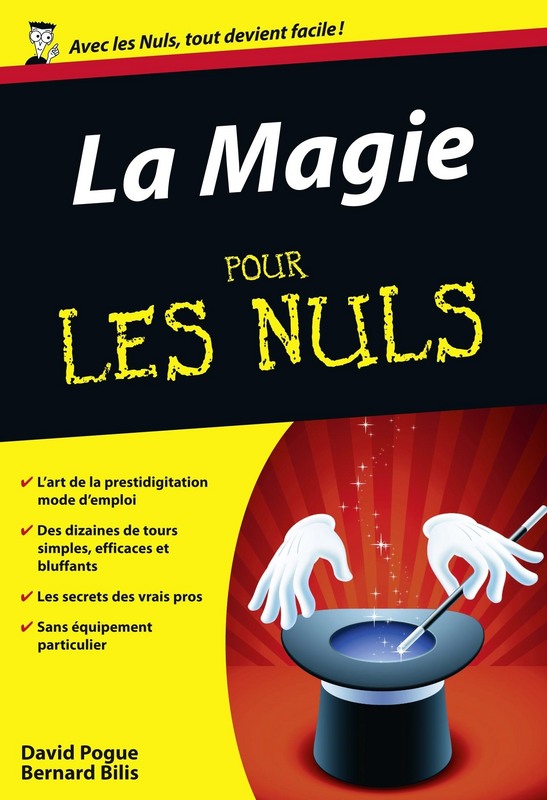 Avec les Nuls, tout devient facile !
La Magie
POUR
LES NULS
✔ L'art de la prestidigitation
mode d'emploi
✔ Des dizaines de tours
simples, efficaces et
bluffants
✔ Les secrets des vrais pros
✔ Sans équipement
particulier
David Pogue
Bernard Bilis